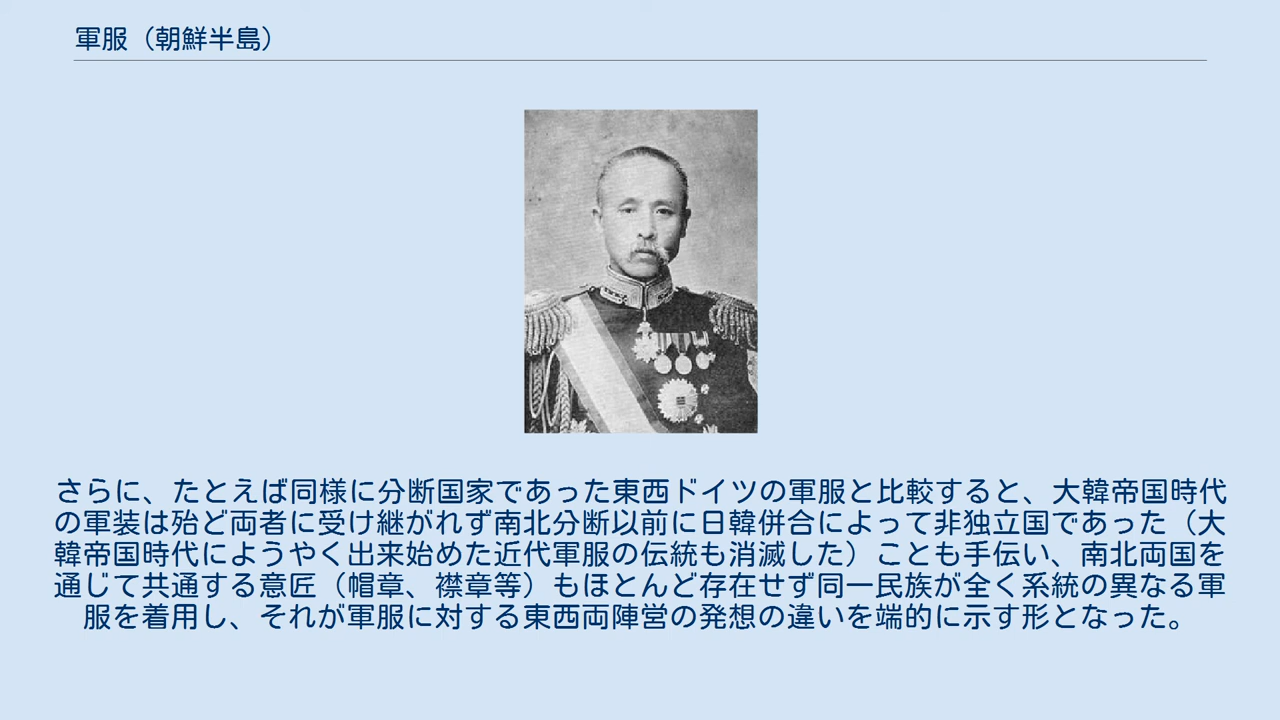 軍服（朝鮮半島）
さらに、たとえば同様に分断国家であった東西ドイツの軍服と比較すると、大韓帝国時代
の軍装は殆ど両者に受け継がれず南北分断以前に日韓併合によって非独立国であった（大
韓帝国時代にようやく出来始めた近代軍服の伝統も消滅した）ことも手伝い、南北両国を
通じて共通する意匠（帽章、襟章等）もほとんど存在せず同一民族が全く系統の異なる軍
服を着用し、それが軍服に対する東西両陣営の発想の違いを端的に示す形となった。